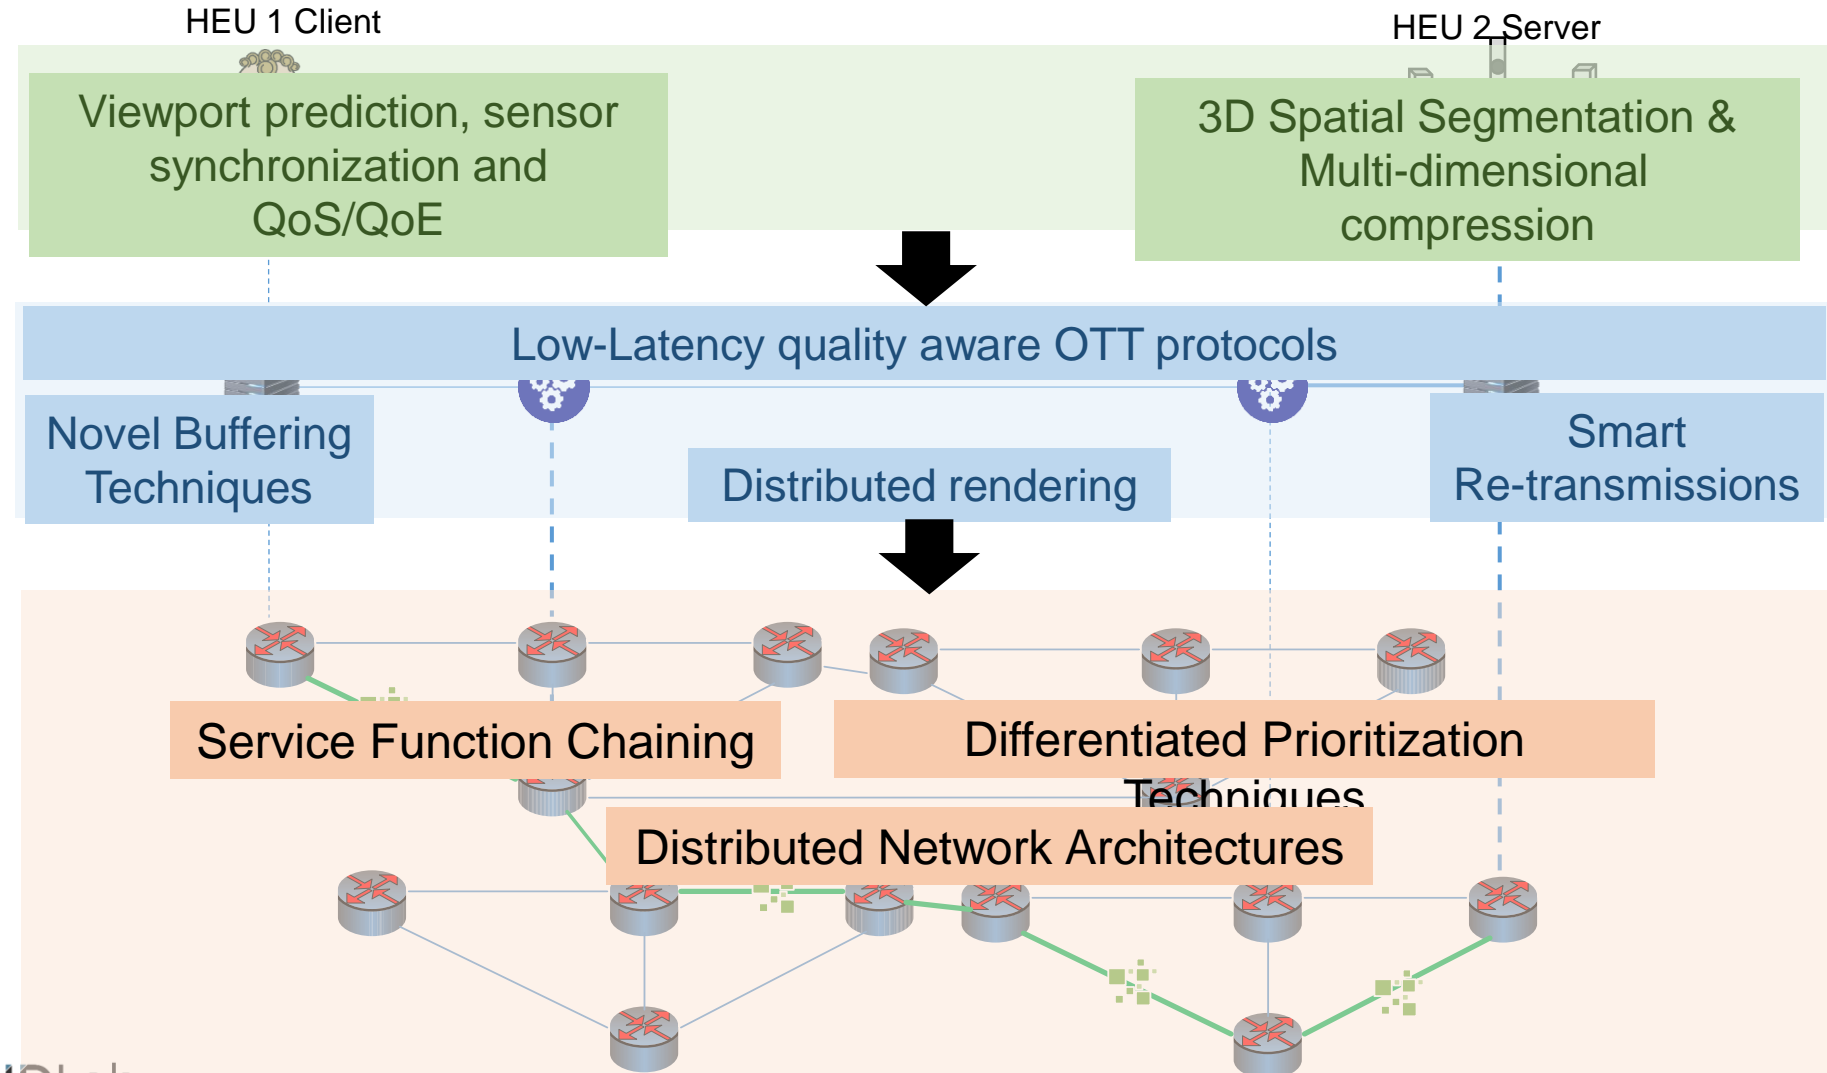 HEU 1 Client
HEU 2 Server
Viewport prediction, sensor
synchronization and
QoS/QoE
3D Spatial Segmentation &
Multi-dimensional
compression
Low-Latency quality aware OTT protocols
Novel Buffering
Techniques
Distributed rendering
Smart
Re-transmissions
Service Function Chaining
Differentiated Prioritization
Techniques
Distributed Network Architectures